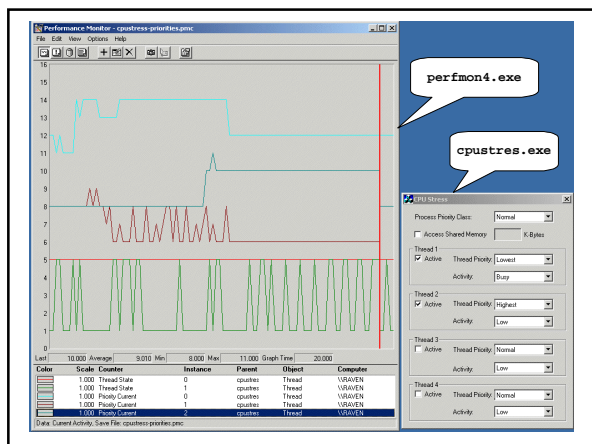 Performance Monitor - cpustress-priorities.pmc
File Edit View Options Help
16
15
14
13
12
11
10
9
8
7
6
5
4
3
2
1
0
Last 10.000 Average 9.010 Min 8.000 Max 11.000 Graph Time 20.000
Color Scale Counter Instance Parent Object Computer
1.000 Thread State 0 cpustres Thread \\RAVEN
1.000 Thread State 1 cpustres Thread \\RAVEN
1.000 Priority Current 0 cpustres Thread \\RAVEN
1.000 Priority Current 1 cpustres Thread \\RAVEN
1.000 Priority Current 2 cpustres Thread \\RAVEN
Data: Current Activity, Save File: cpustress-priorities.pmc
perfmon4.exe
cpustres.exe
CPU Stress
Process Priority Class: Normal
Access Shared Memory K-Bytes
Thread 1
Active Thread Priority: Lowest
Activity: Busy
Thread 2
Active Thread Priority: Highest
Activity: Low
Thread 3
Active Thread Priority: Normal
Activity: Low
Thread 4
Active Thread Priority: Normal
Activity: Low